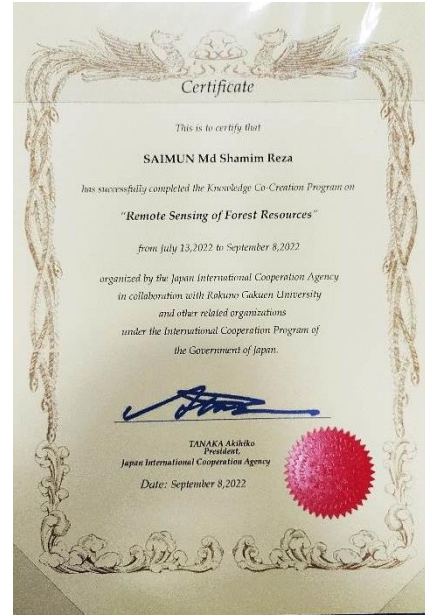 Certificate
This is to certify that
SAIMUN Md Shamim Reza
has successfully completed the Knowledge Co-Creation Program on
"Remote Sensing of Forest Resources"
from July 13,2022 to September 8,2022
organized by the Japan International Cooperation Agency
in collaboration with Rakuno Gakuen University
and other related organizations
under the International Cooperation Program of
the Government of Japan.
TANAKA Akihiko
President,
Japan International Cooperation Agency
Date: September 8,2022